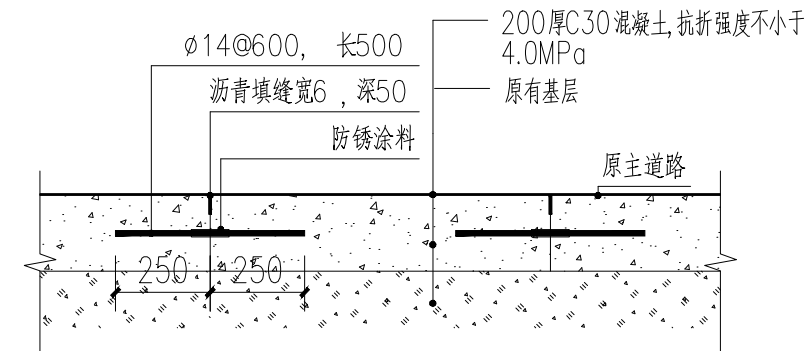 200厚C30混凝土,抗折强度不小于
4.0MPa
ø14@600, 长500
沥青填缝宽6 ,深50
原有基层
防锈涂料
原主道路
250 250